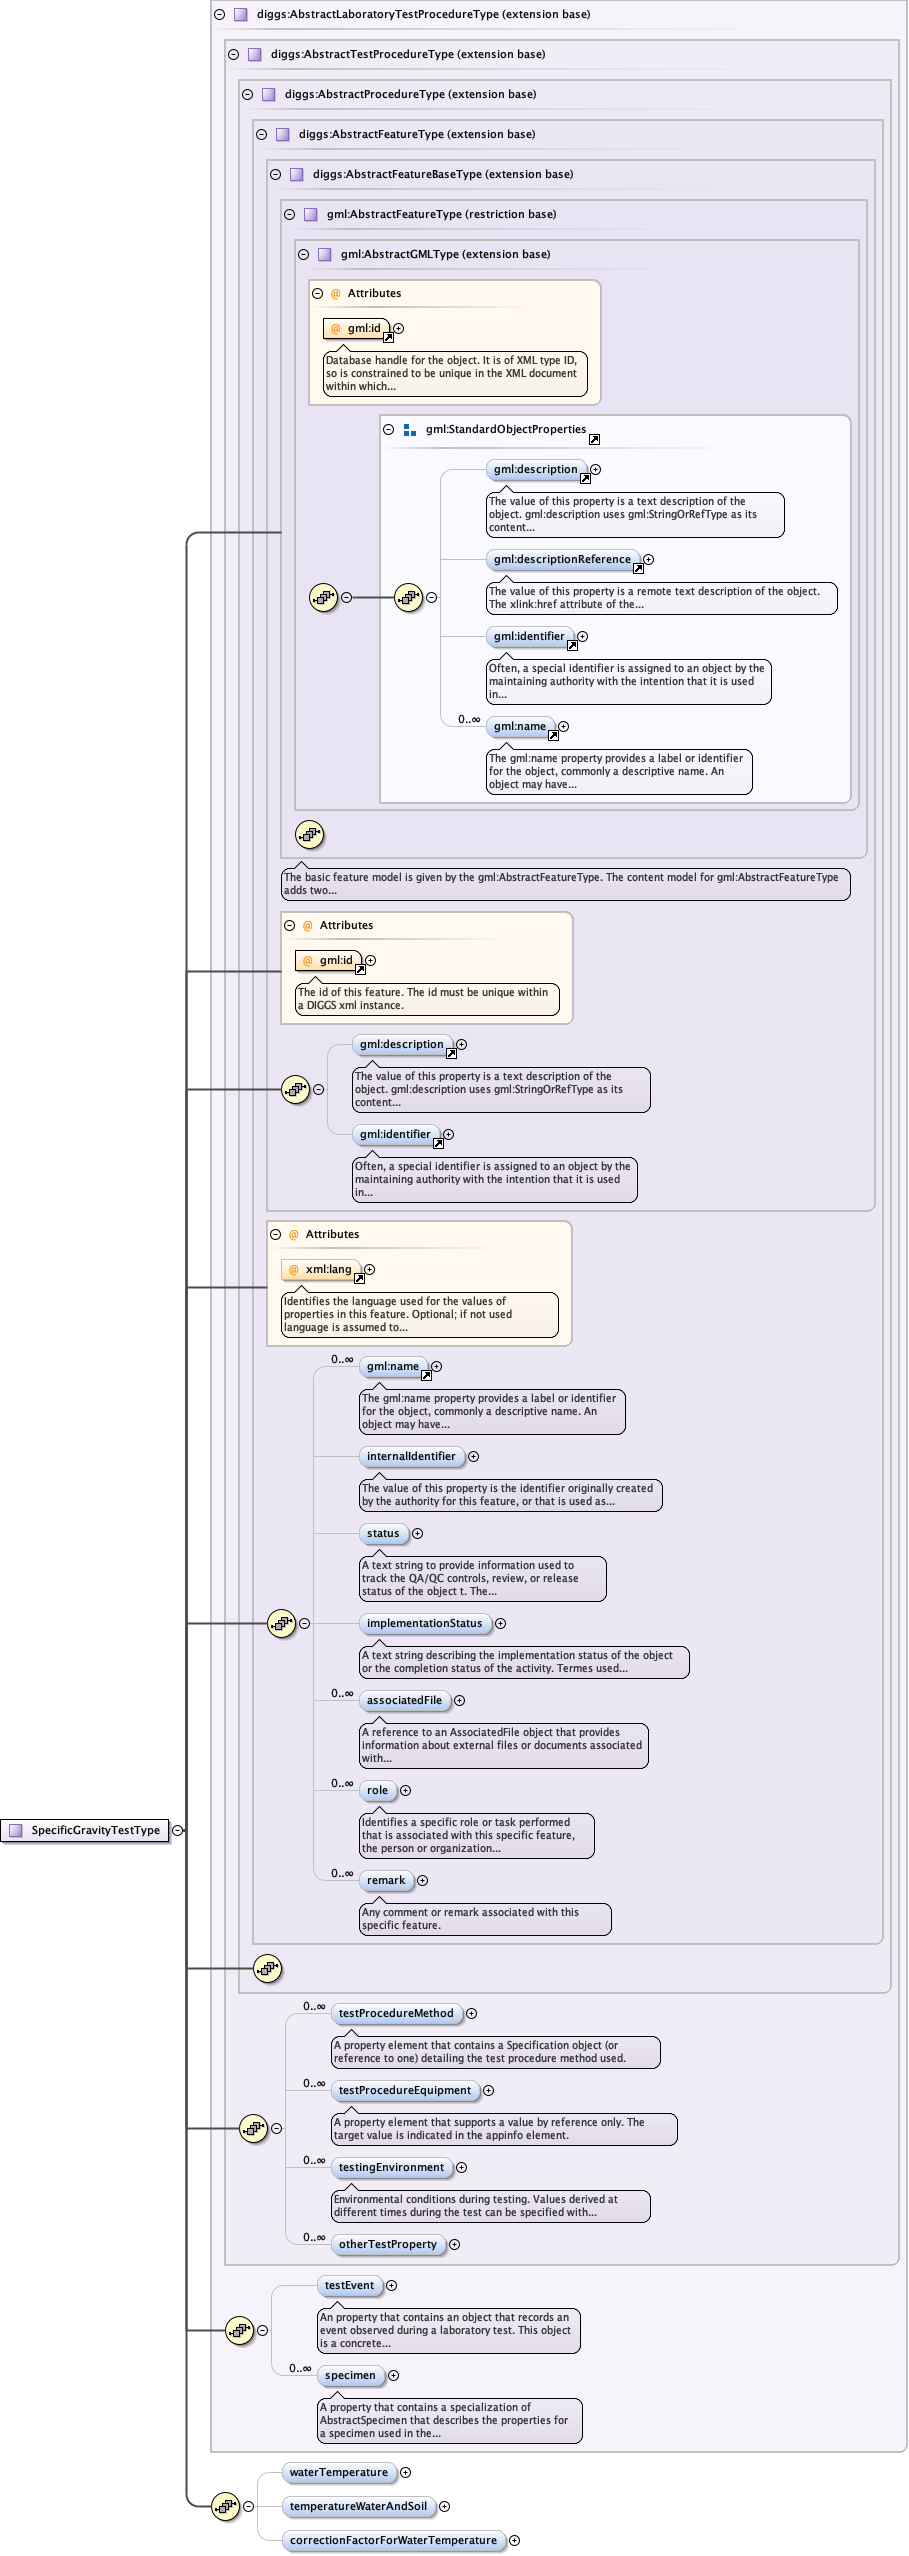 diggs:AbstractLaboratoryTestProcedureType (extension base)
diggs:AbstractTestProcedureType (extension base)
diggs:AbstractProcedureType (extension base)
diggs:AbstractFeatureType (extension base)
diggs:AbstractFeatureBaseType (extension base)
gml:AbstractFeatureType (restriction base)
gml:AbstractGMLType (extension base)
@ Attributes
@ gml:id
Database handle for the object. It is of XML type ID,
so is constrained to be unique in the XML document
within which...
gml:StandardObjectProperties
gml:description
The value of this property is a text description of the
object. gml:description uses gml:StringOrRefType as its
content...
gml:descriptionReference
The value of this property is a remote text description of the object.
The xlink:href attribute of the...
gml:identifier
Often, a special identifier is assigned to an object by the
maintaining authority with the intention that it is used
in...
0..∞ gml:name
The gml:name property provides a label or identifier
for the object, commonly a descriptive name. An
object may have...
The basic feature model is given by the gml:AbstractFeatureType. The content model for gml:AbstractFeatureType
adds two...
@ Attributes
@ gml:id
The id of this feature. The id must be unique within
a DIGGS xml instance.
gml:description
The value of this property is a text description of the
object. gml:description uses gml:StringOrRefType as its
content...
gml:identifier
Often, a special identifier is assigned to an object by the
maintaining authority with the intention that it is used
in...
@ Attributes
@ xml:lang
Identifies the language used for the values of
properties in this feature. Optional; if not used
language is assumed to...
0..∞ gml:name
The gml:name property provides a label or identifier
for the object, commonly a descriptive name. An
object may have...
internalIdentifier
The value of this property is the identifier originally created
by the authority for this feature, or that is used as...
status
A text string to provide information used to
track the QA/QC controls, review, or release
status of the object t. The...
implementationStatus
A text string describing the implementation status of the object
or the completion status of the activity. Termes used...
0..∞ associatedFile
A reference to an AssociatedFile object that provides
information about external files or documents associated
with...
0..∞ role
Identifies a specific role or task performed
that is associated with this specific feature,
the person or organization...
SpecificGravityTestType
0..∞ remark
Any comment or remark associated with this
specific feature.
0..∞ testProcedureMethod
A property element that contains a Specification object (or
reference to one) detailing the test procedure method used.
0..∞ testProcedureEquipment
A property element that supports a value by reference only. The
target value is indicated in the appinfo element.
0..∞ testingEnvironment
Environmental conditions during testing. Values derived at
different times during the test can be specified with...
0..∞ otherTestProperty
testEvent
An property that contains an object that records an
event observed during a laboratory test. This object
is a concrete...
0..∞ specimen
A property that contains a specialization of
AbstractSpecimen that describes the properties for
a specimen used in the...
waterTemperature
temperatureWaterAndSoil
correctionFactorForWaterTemperature